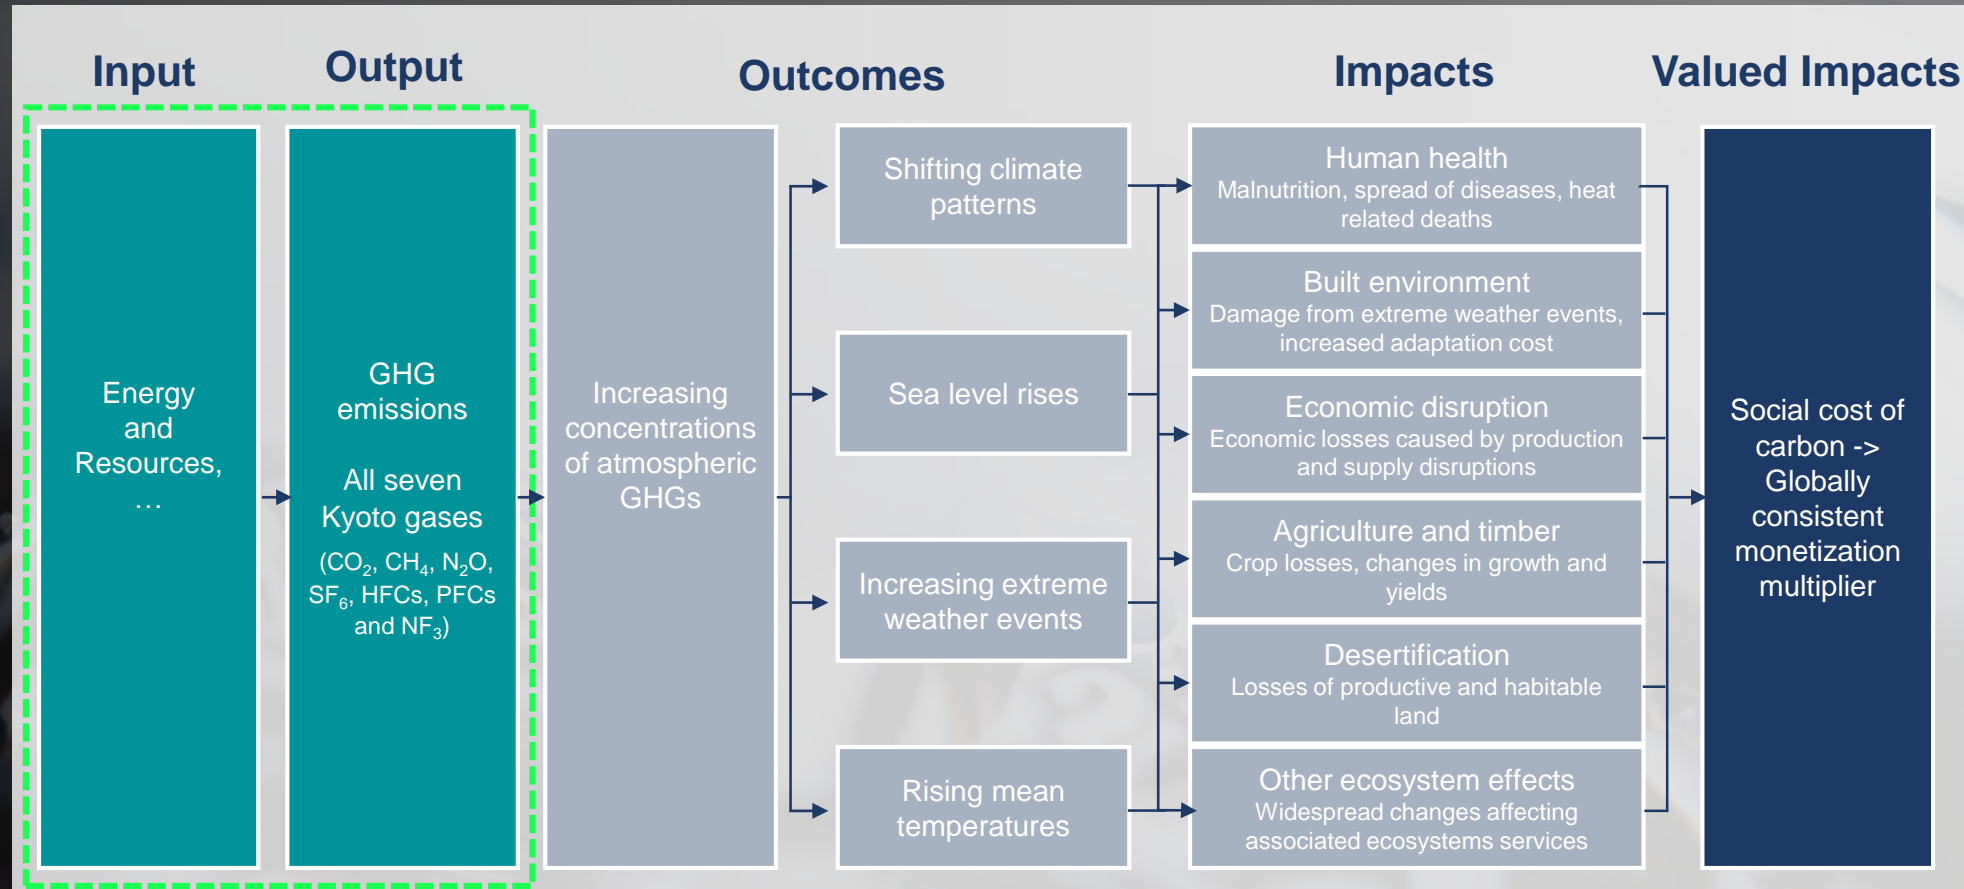 Input
Output
Outcomes
Impacts
Valued Impacts
Energy
and
Resources,
…
GHG
emissions
All seven
Kyoto gases
(CO₂, CH₄, N₂O,
SF₆, HFCs, PFCs
and NF₃)
Increasing
concentrations
of atmospheric
GHGs
Shifting climate
patterns
Sea level rises
Increasing extreme
weather events
Rising mean
temperatures
Human health
Malnutrition, spread of diseases, heat
related deaths
Built environment
Damage from extreme weather events,
increased adaptation cost
Economic disruption
Economic losses caused by production
and supply disruptions
Agriculture and timber
Crop losses, changes in growth and
yields
Desertification
Losses of productive and habitable
land
Other ecosystem effects
Widespread changes affecting
associated ecosystems services
Social cost of
carbon ->
Globally
consistent
monetization
multiplier